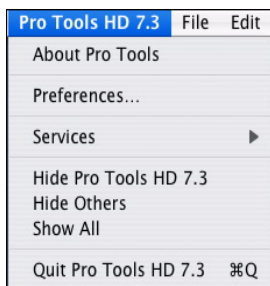 Pro Tools HD 7.3 File Edit
About Pro Tools
Preferences...
Services
Hide Pro Tools HD 7.3
Hide Others
Show All
Quit Pro Tools HD 7.3 ⌘Q